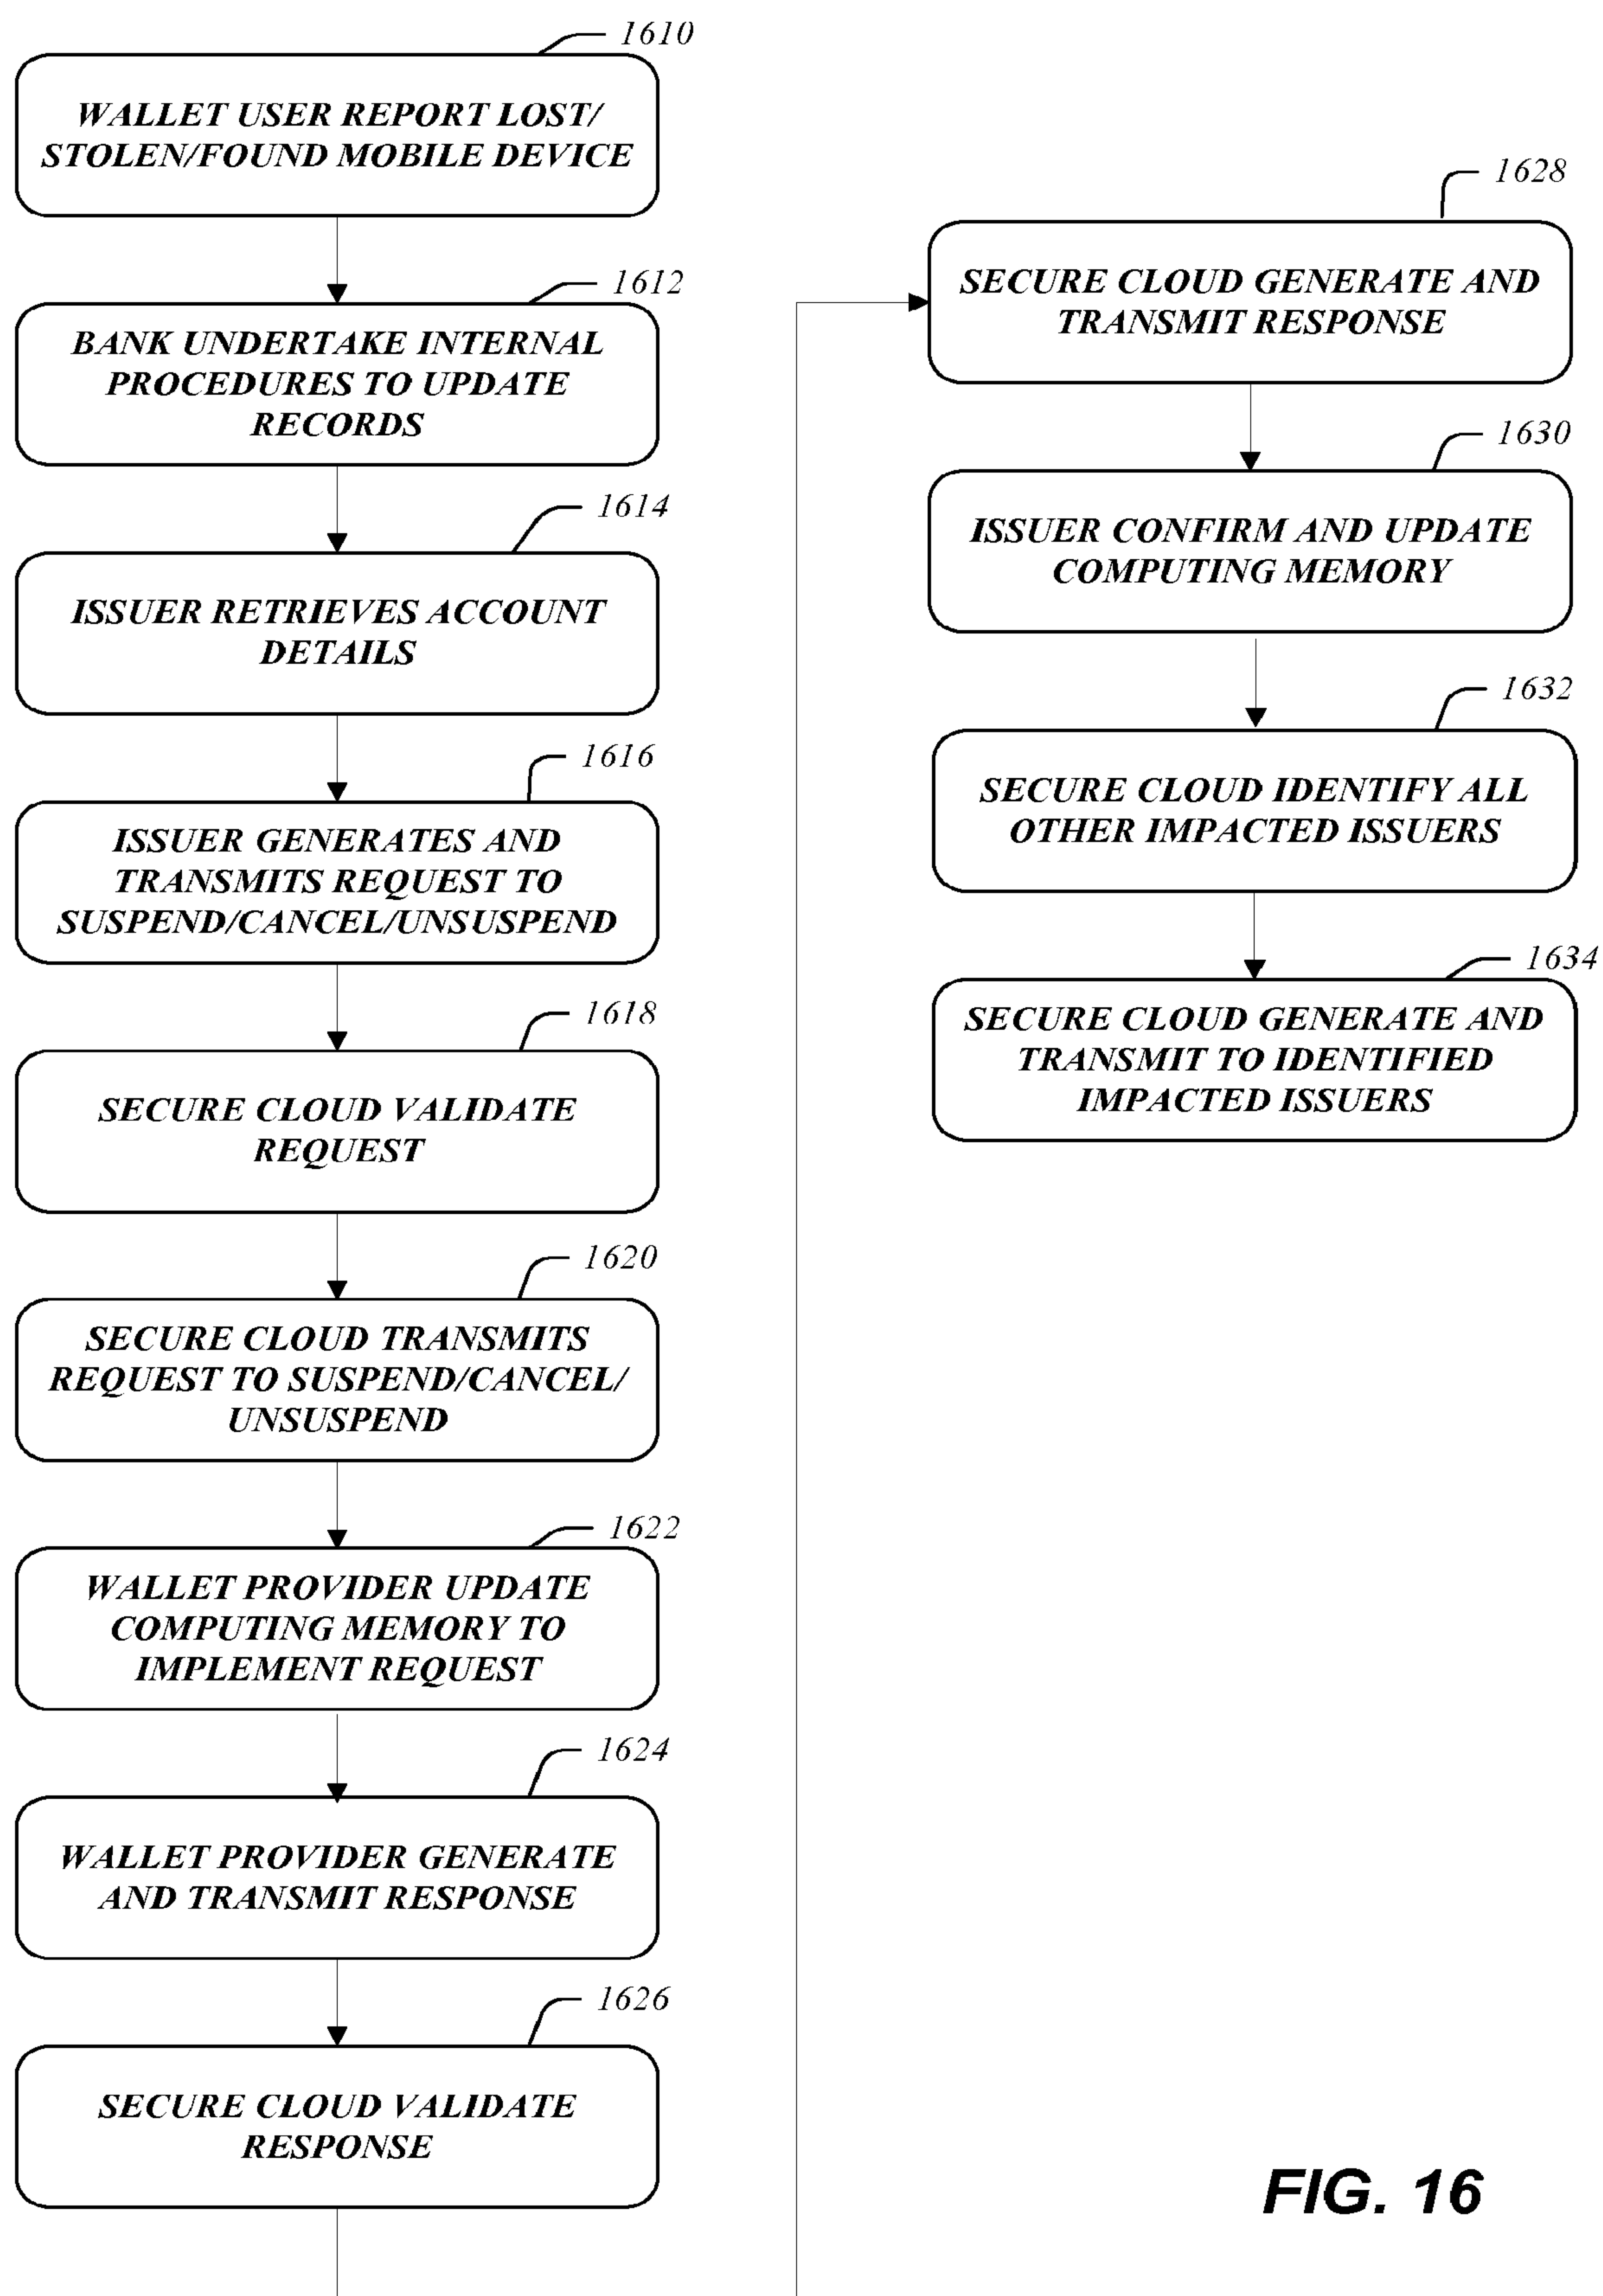 1610
WALLET USER REPORT LOST/
STOLEN/FOUND MOBILE DEVICE
1612
BANK UNDERTAKE INTERNAL
PROCEDURES TO UPDATE
RECORDS
1614
ISSUER RETRIEVES ACCOUNT
DETAILS
1616
ISSUER GENERATES AND
TRANSMITS REQUEST TO
SUSPEND/CANCEL/UNSUSPEND
1618
SECURE CLOUD VALIDATE
REQUEST
1620
SECURE CLOUD TRANSMITS
REQUEST TO SUSPEND/CANCEL/
UNSUSPEND
1622
WALLET PROVIDER UPDATE
COMPUTING MEMORY TO
IMPLEMENT REQUEST
1624
WALLET PROVIDER GENERATE
AND TRANSMIT RESPONSE
1626
SECURE CLOUD VALIDATE
RESPONSE
1628
SECURE CLOUD GENERATE AND
TRANSMIT RESPONSE
1630
ISSUER CONFIRM AND UPDATE
COMPUTING MEMORY
1632
SECURE CLOUD IDENTIFY ALL
OTHER IMPACTED ISSUERS
1634
SECURE CLOUD GENERATE AND
TRANSMIT TO IDENTIFIED
IMPACTED ISSUERS
FIG. 16